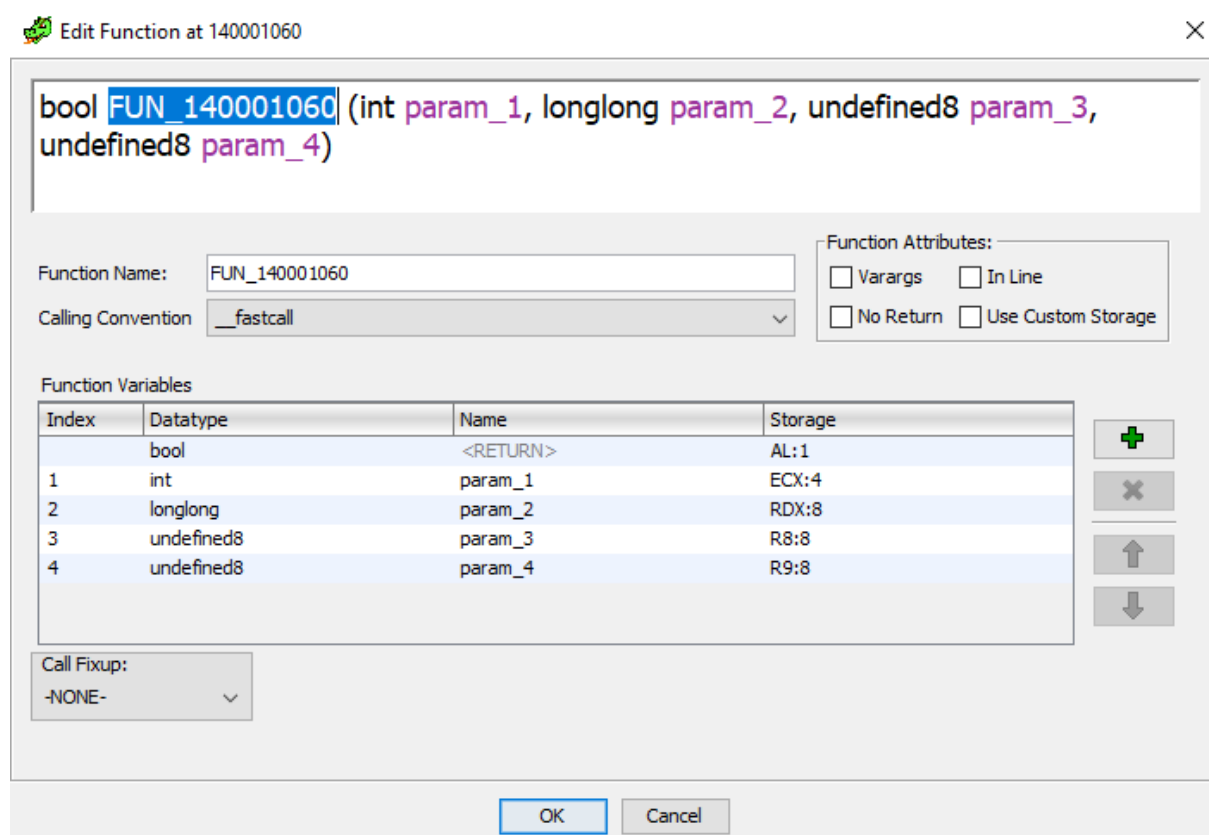 Edit Function at 140001060
bool FUN_140001060 (int param_1, longlong param_2, undefined8 param_3,
undefined8 param_4)
Function Attributes:
Function Name: FUN_140001060
Varargs In Line
Calling Convention __fastcall
No Return Use Custom Storage
Function Variables
Index Datatype Name Storage
bool <RETURN> AL:1
1 int param_1 ECX:4
2 longlong param_2 RDX:8
3 undefined8 param_3 R8:8
4 undefined8 param_4 R9:8
Call Fixup:
-NONE-
OK Cancel